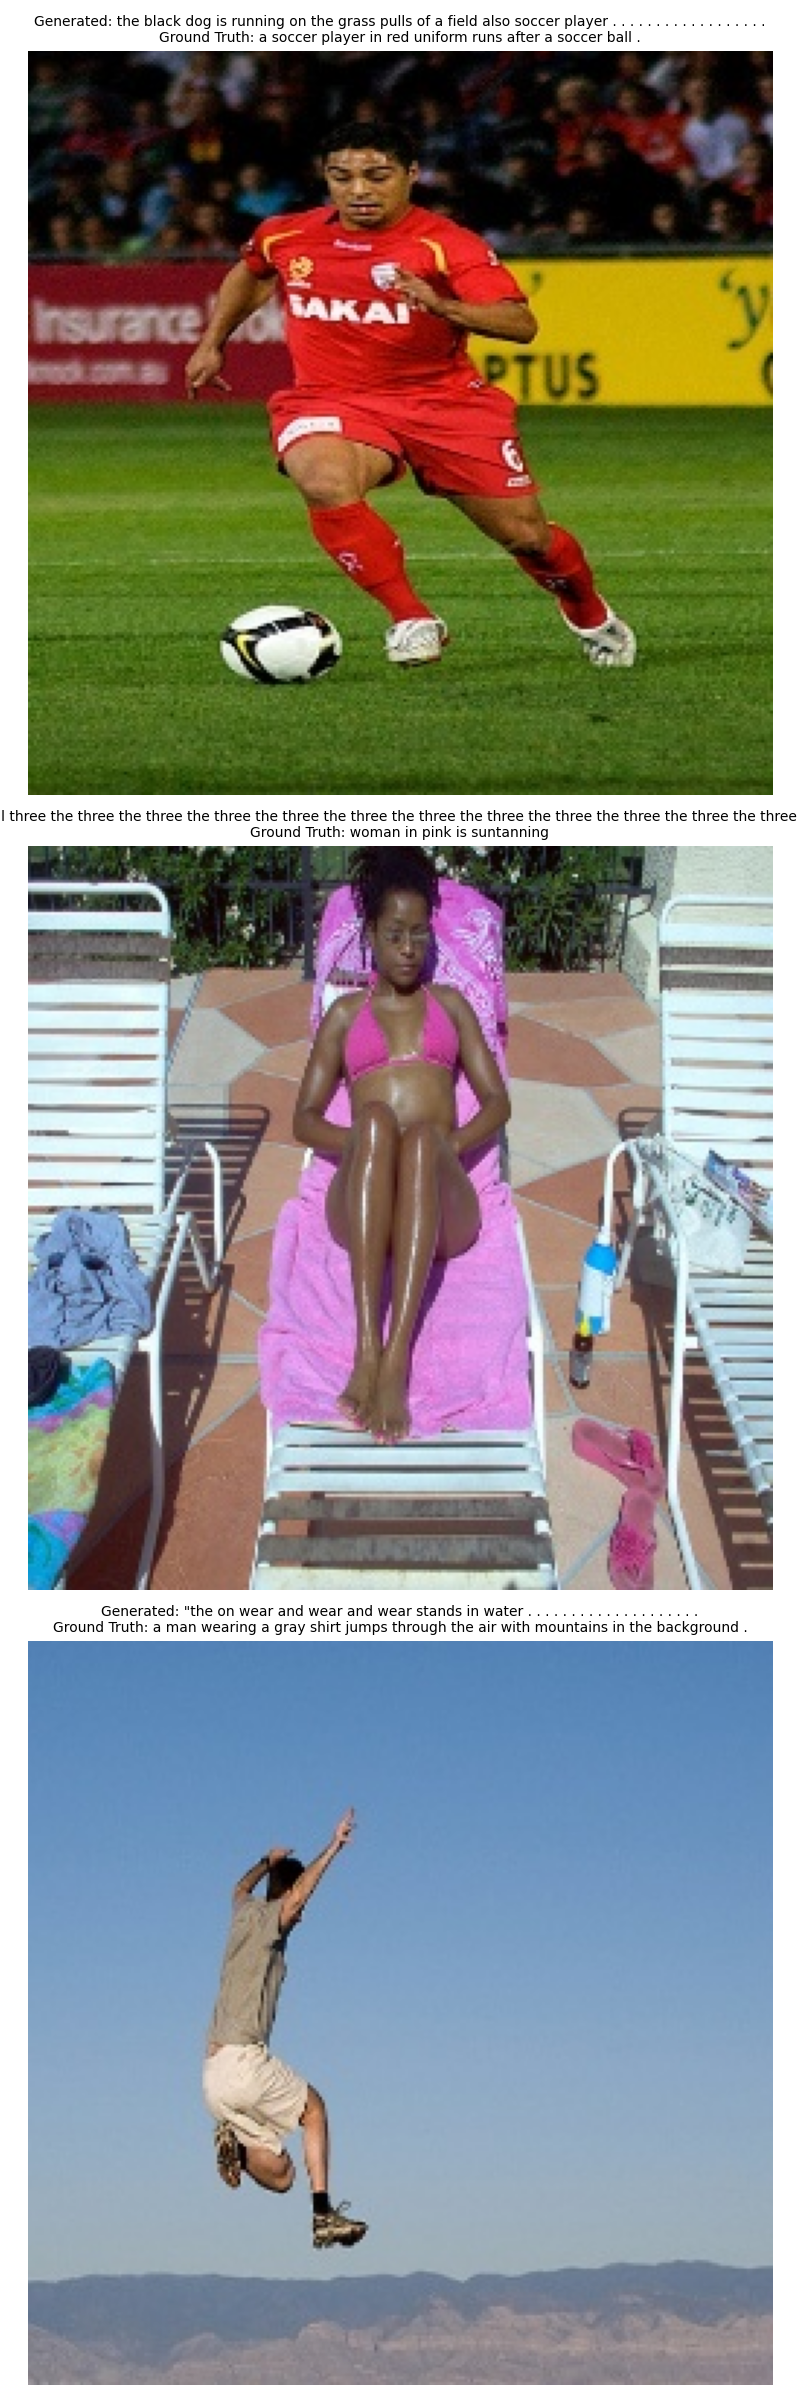 Generated: the black dog is running on the grass pulls of a field also soccer player . . . . . . . . . . . . . . . . . .
Ground Truth: a soccer player in red uniform runs after a soccer ball .
Insurance
knock.com.au
SAKAI
PTUS
'y
6
three the three the three the three the three the three the three the three the three the three the three the three
Ground Truth: woman in pink is suntanning
Generated: "the on wear and wear and wear stands in water . . . . . . . . . . . . . . . . . . . .
Ground Truth: a man wearing a gray shirt jumps through the air with mountains in the background .